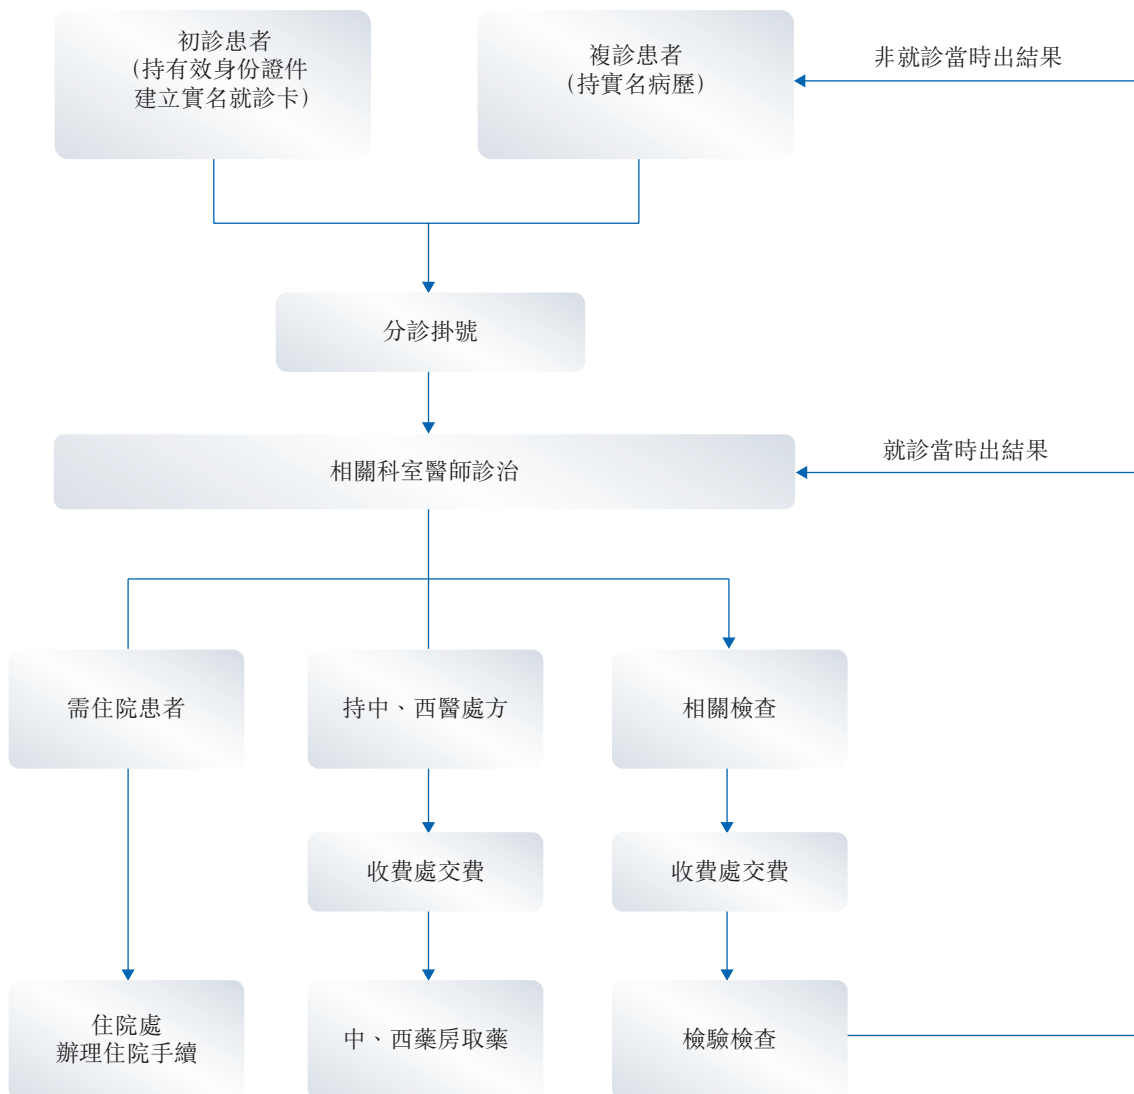 初診患者
(持有效身份證件
建立實名就診卡)
複診患者
(持實名病歷)
非就診當時出結果
分診掛號
相關科室醫師診治
就診當時出結果
需住院患者
持中、西醫處方
相關檢查
收費處交費
收費處交費
住院處
辦理住院手續
中、西藥房取藥
檢驗檢查